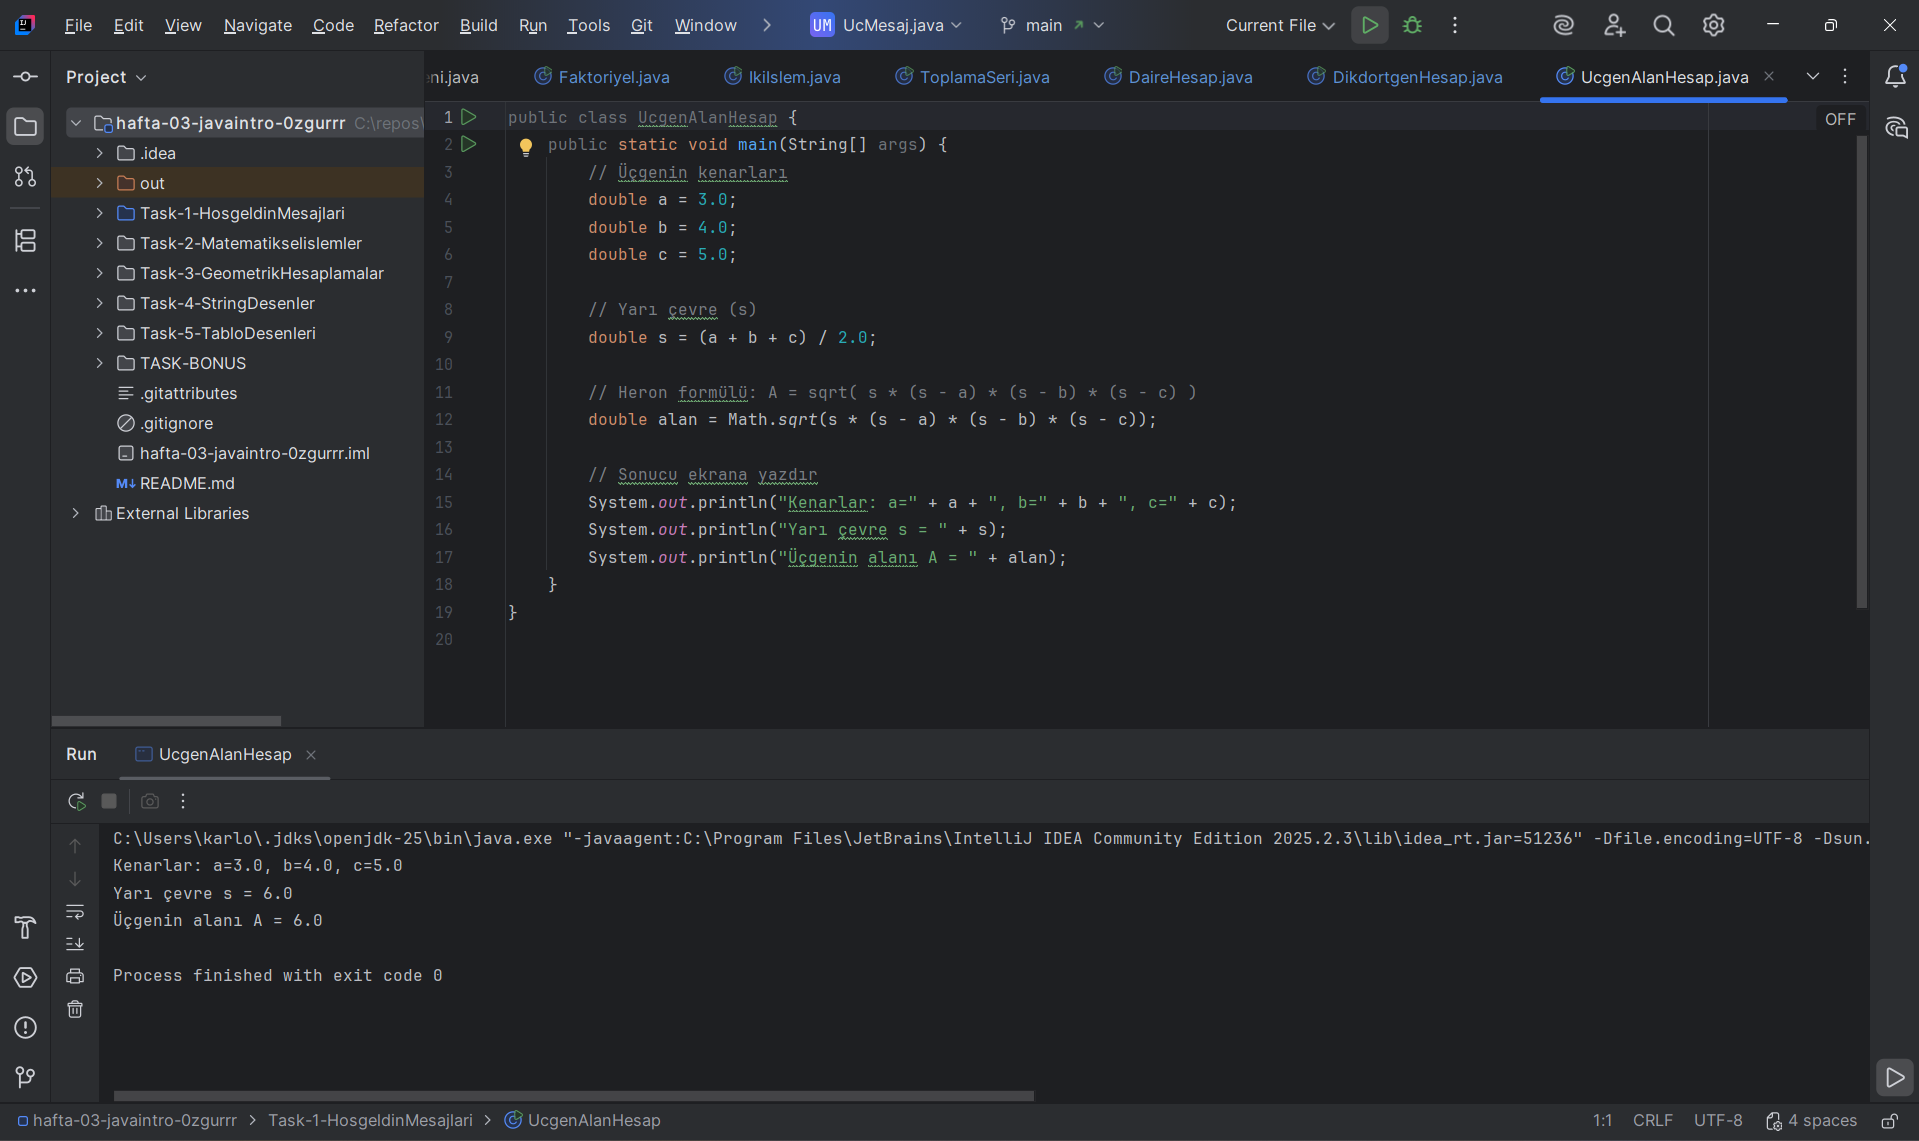 File Edit View Navigate Code Refactor Build Run Tools Git Window UM UcMesaj.java main Current File
Project
ni.java Faktoriyel.java IkiIslem.java ToplamaSeri.java DaireHesap.java DikdortgenHesap.java UcgenAlanHesap.java
hafta-03-javaintro-0zgurrr C:\repos\
.idea
out
Task-1-HosgeldinMesajlari
Task-2-Matematikselislemler
Task-3-GeometrikHesaplamalar
Task-4-StringDesenler
Task-5-TabloDesenleri
TASK-BONUS
.gitattributes
.gitignore
hafta-03-javaintro-0zgurrr.iml
README.md
External Libraries
OFF
1 public class UcgenAlanHesap {
2 public static void main(String[] args) {
3 // Üçgenin kenarları
4 double a = 3.0;
5 double b = 4.0;
6 double c = 5.0;
7
8 // Yarı çevre (s)
9 double s = (a + b + c) / 2.0;
10
11 // Heron formülü: A = sqrt( s * (s - a) * (s - b) * (s - c) )
12 double alan = Math.sqrt(s * (s - a) * (s - b) * (s - c));
13
14 // Sonucu ekrana yazdır
15 System.out.println("Kenarlar: a=" + a + ", b=" + b + ", c=" + c);
16 System.out.println("Yarı çevre s = " + s);
17 System.out.println("Üçgenin alanı A = " + alan);
18 }
19 }
20
Run UcgenAlanHesap
C:\Users\karlo\.jdks\openjdk-25\bin\java.exe "-javaagent:C:\Program Files\JetBrains\IntelliJ IDEA Community Edition 2025.2.3\lib\idea_rt.jar=51236" -Dfile.encoding=UTF-8 -Dsun.
Kenarlar: a=3.0, b=4.0, c=5.0
Yarı çevre s = 6.0
Üçgenin alanı A = 6.0
Process finished with exit code 0
hafta-03-javaintro-0zgurrr > Task-1-HosgeldinMesajlari > UcgenAlanHesap 1:1 CRLF UTF-8 4 spaces